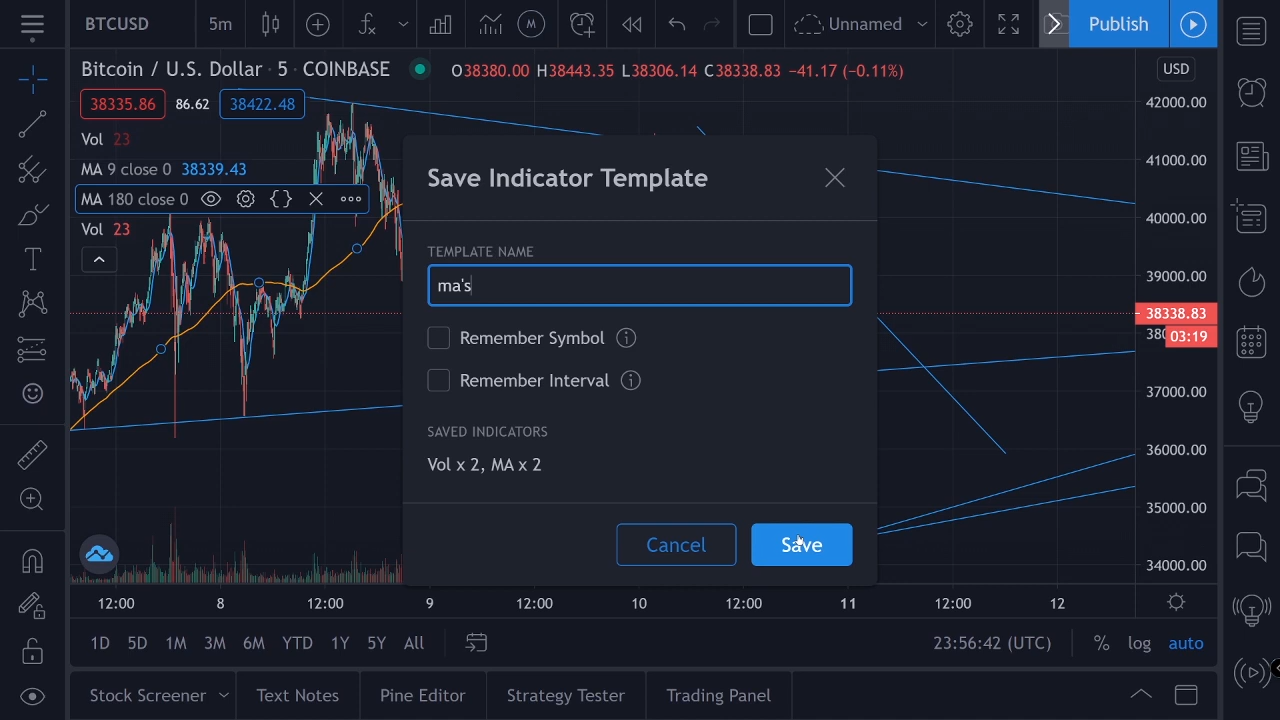 BTCUSD 5m M Unnamed Publish
Bitcoin / U.S. Dollar · 5 · COINBASE O38380.00 H38443.35 L38306.14 C38338.83 −41.17 (−0.11%) USD
38335.86 86.62 38422.48
Vol 23
MA 9 close 0 38339.43
MA 180 close 0
Vol 23
Save Indicator Template
TEMPLATE NAME
ma's
Remember Symbol
Remember Interval
SAVED INDICATORS
Vol x 2, MA x 2
Cancel Save
42000.00
41000.00
40000.00
39000.00
38338.83
03:19
37000.00
36000.00
35000.00
34000.00
12:00 8 12:00 9 12:00 10 12:00 11 12:00 12
1D 5D 1M 3M 6M YTD 1Y 5Y All 23:56:42 (UTC) % log auto
Stock Screener Text Notes Pine Editor Strategy Tester Trading Panel